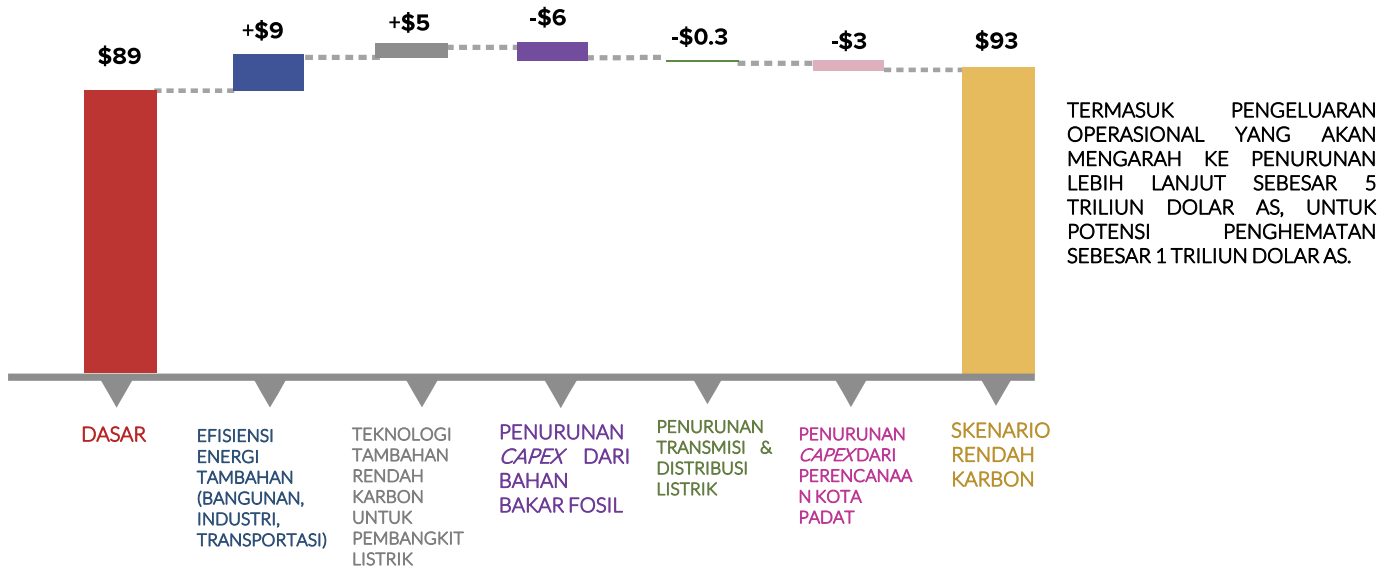 $89
+$9
+$5
-$6
-$0.3
-$3
$93
TERMASUK PENGELUARAN
OPERASIONAL YANG AKAN
MENGARAH KE PENURUNAN
LEBIH LANJUT SEBESAR 5
TRILIUN DOLAR AS, UNTUK
POTENSI PENGHEMATAN
SEBESAR 1 TRILIUN DOLAR AS.
DASAR
EFISIENSI
ENERGI
TAMBAHAN
(BANGUNAN,
INDUSTRI,
TRANSPORTASI)
TEKNOLOGI
TAMBAHAN
RENDAH
KARBON
UNTUK
PEMBANGKIT
LISTRIK
PENURUNAN
CAPEX DARI
BAHAN
BAKAR FOSIL
PENURUNAN
TRANSMISI &
DISTRIBUSI
LISTRIK
PENURUNAN
CAPEX DARI
PERENCANAA
N KOTA
PADAT
SKENARIO
RENDAH
KARBON